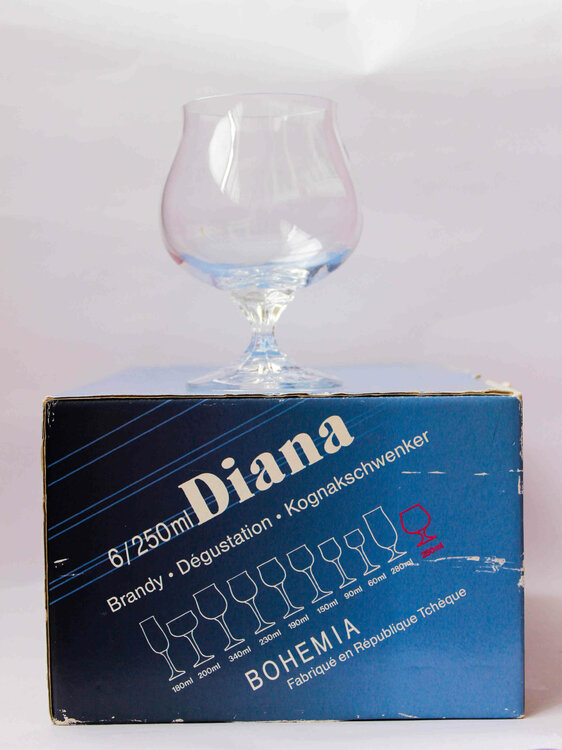 6/250ml Diana
Brandy • Dégustation • Kognakschwenker
180ml 200ml 340ml 230ml 190ml 150ml 90ml 60ml 280ml 250ml
BOHEMIA
Fabriqué en République Tchèque